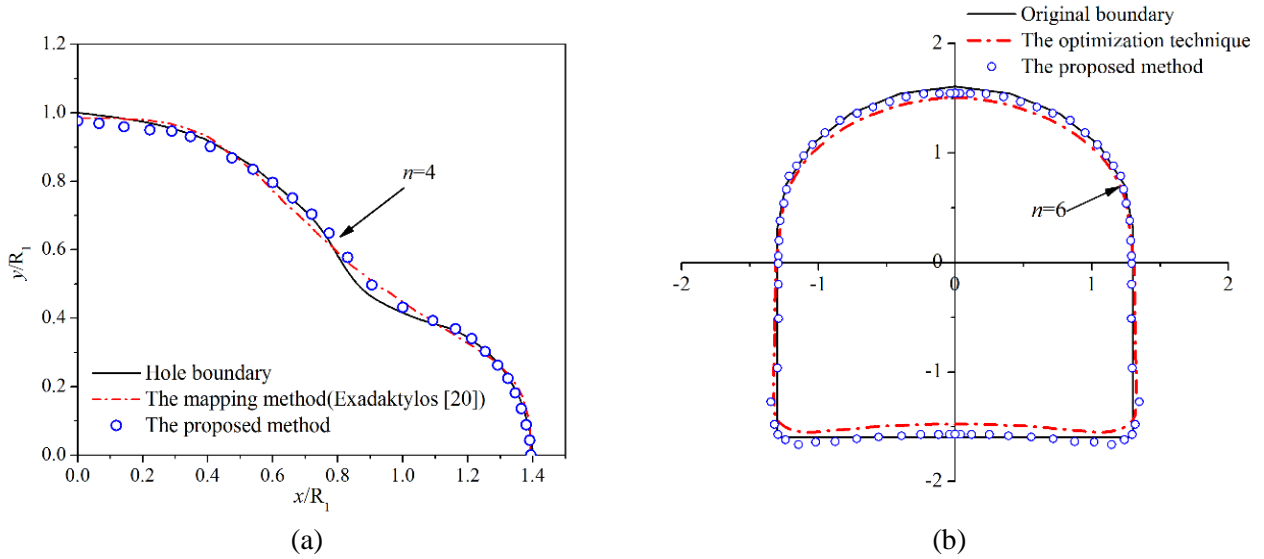 1.2
1.0
0.8
0.6
0.4
0.2
0.0
y/R1
n=4
Hole boundary
The mapping method(Exadaktylos [20])
The proposed method
0.0 0.2 0.4 0.6 0.8 1.0 1.2 1.4
x/R1
(a)
Original boundary
The optimization technique
The proposed method
2
1
n=6
0
-2 -1 0 1 2
-1
-2
(b)